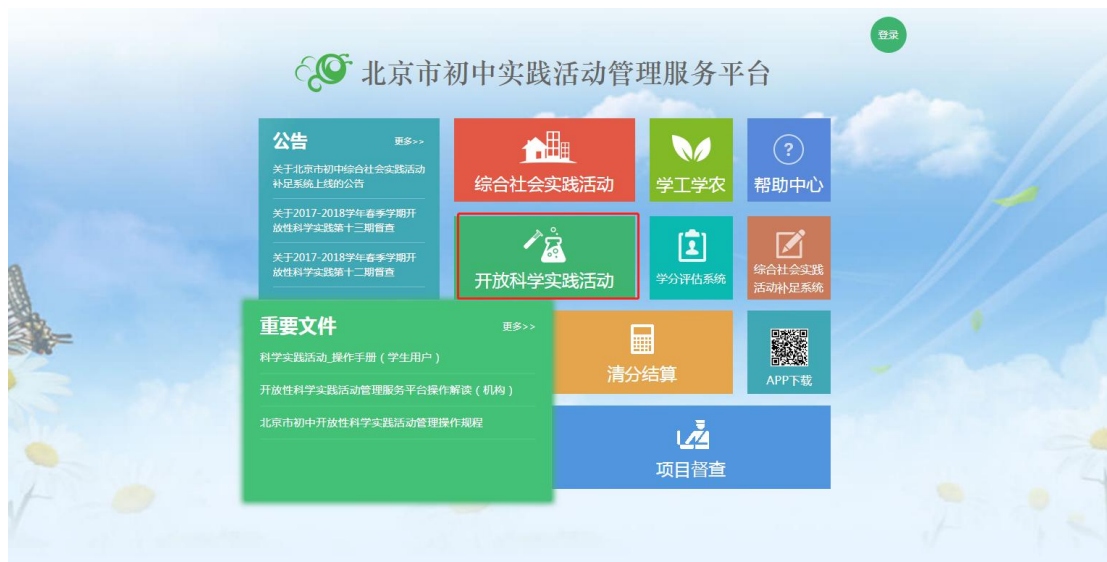 登录
北京市初中实践活动管理服务平台
公告
更多>>
关于北京市初中综合社会实践活动
补足系统上线的公告
关于2017-2018学年春季学期开
放性科学实践第十三期督查
关于2017-2018学年春季学期开
放性科学实践第十二期督查
综合社会实践活动
学工学农
帮助中心
开放科学实践活动
学分评估系统
综合社会实践
活动补足系统
重要文件
更多>>
科学实践活动_操作手册（学生用户）
开放性科学实践活动管理服务平台操作解读（机构）
北京市初中开放性科学实践活动管理操作规程
清分结算
APP下载
项目督查